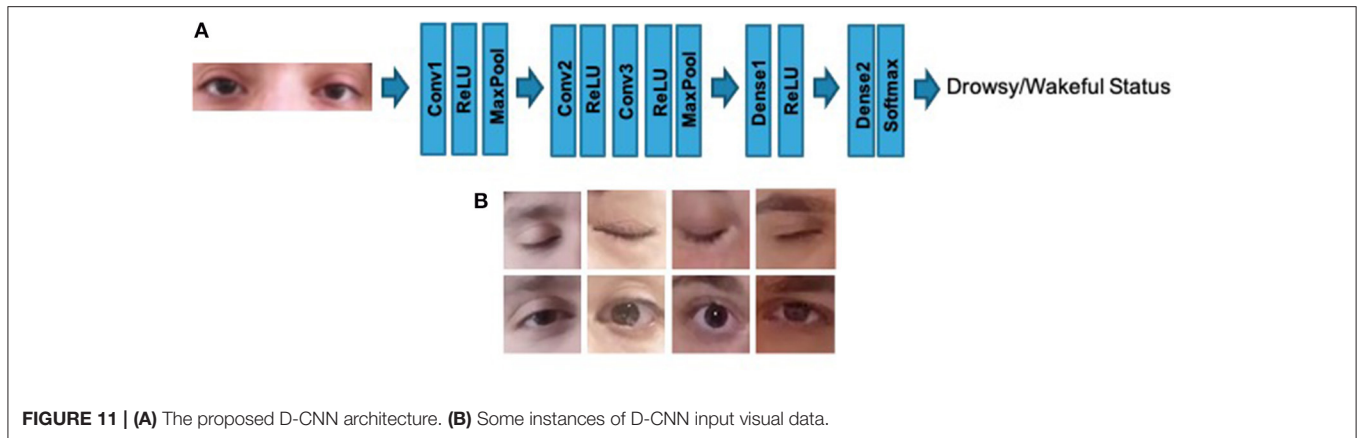 A
Conv1
ReLU
MaxPool
Conv2
ReLU
Conv3
ReLU
MaxPool
Dense1
ReLU
Dense2
Softmax
Drowsy/Wakeful Status
B
FIGURE 11 | (A) The proposed D-CNN architecture. (B) Some instances of D-CNN input visual data.